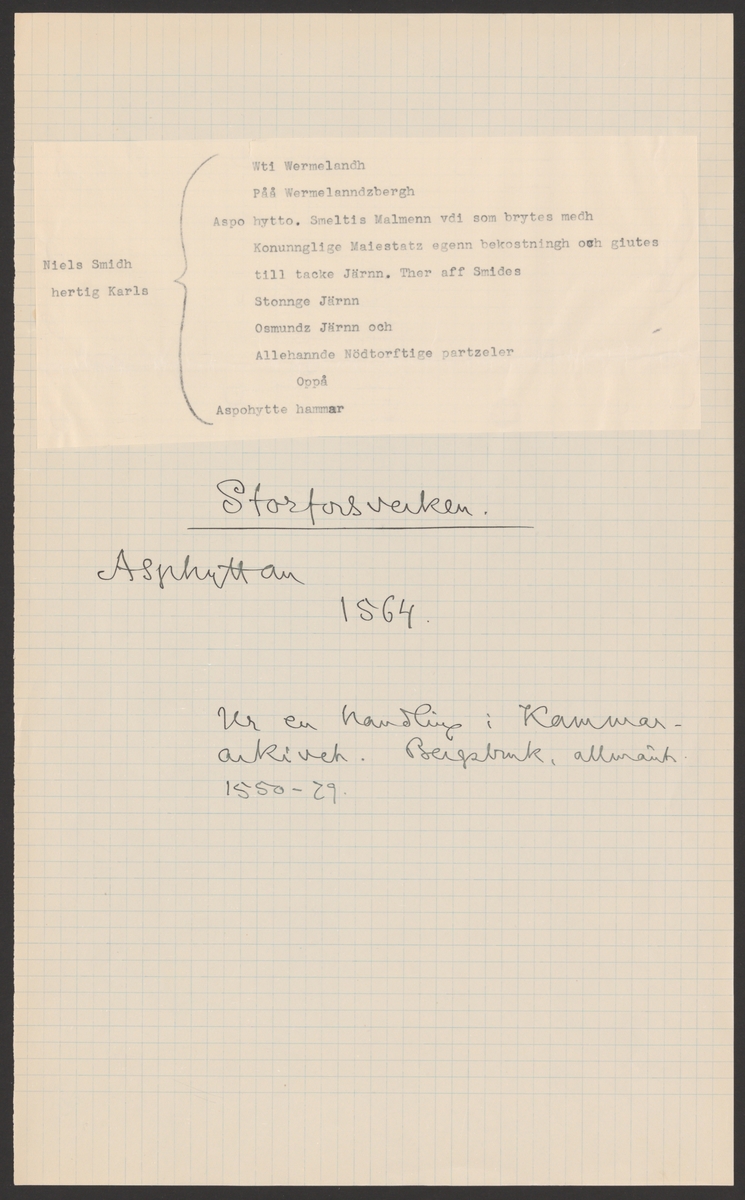 Wti Wermelandh
På̊å Wermelanndzbergh
Aspo hytto. Smeltis Malmenn vdi som brytes medh
Konunnglige Maiestatz egenn bekostningh och giutes
Niels Smidh
till tacke Järnn. Ther aff Smides
hertig Karls
Stonnge Järnn
Osmundz Järnn och
Allehannde Nödtorftige partzeler
Oppå
Aspohytte hammar
Storforsverken.
Asphyttan
1564.
Ur en handling i Kammar-
arkivet. Bergsbruk, allmänt.
1550-79.